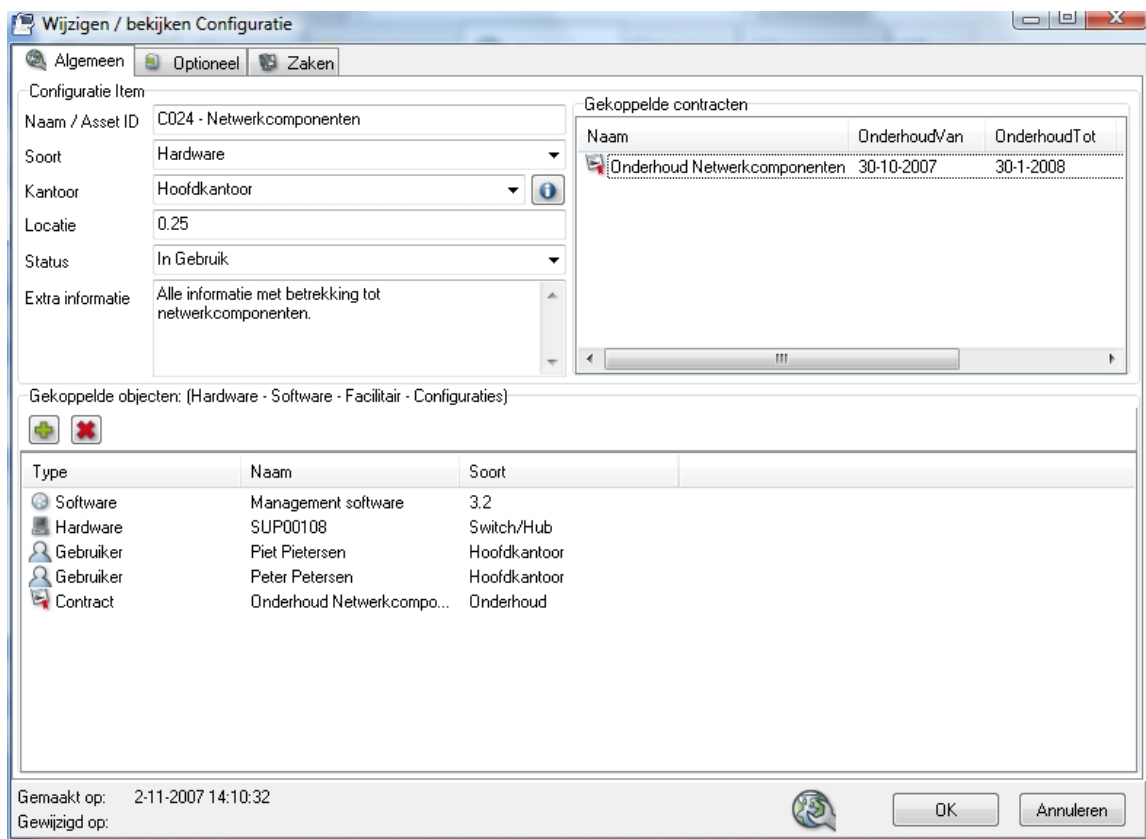 Wijzigen / bekijken Configuratie
Algemeen Optioneel Zaken
Configuratie Item
Naam / Asset ID C024 - Netwerkcomponenten
Soort Hardware
Kantoor Hoofdkantoor
Locatie 0.25
Status In Gebruik
Extra informatie Alle informatie met betrekking tot
netwerkcomponenten.
Gekoppelde contracten
Naam OnderhoudVan OnderhoudTot
Onderhoud Netwerkcomponenten 30-10-2007 30-1-2008
Gekoppelde objecten: (Hardware - Software - Facilitair - Configuraties)
Type Naam Soort
Software Management software 3.2
Hardware SUP00108 Switch/Hub
Gebruiker Piet Pietersen Hoofdkantoor
Gebruiker Peter Petersen Hoofdkantoor
Contract Onderhoud Netwerkcompo... Onderhoud
Gemaakt op: 2-11-2007 14:10:32
Gewijzigd op:
OK Annuleren